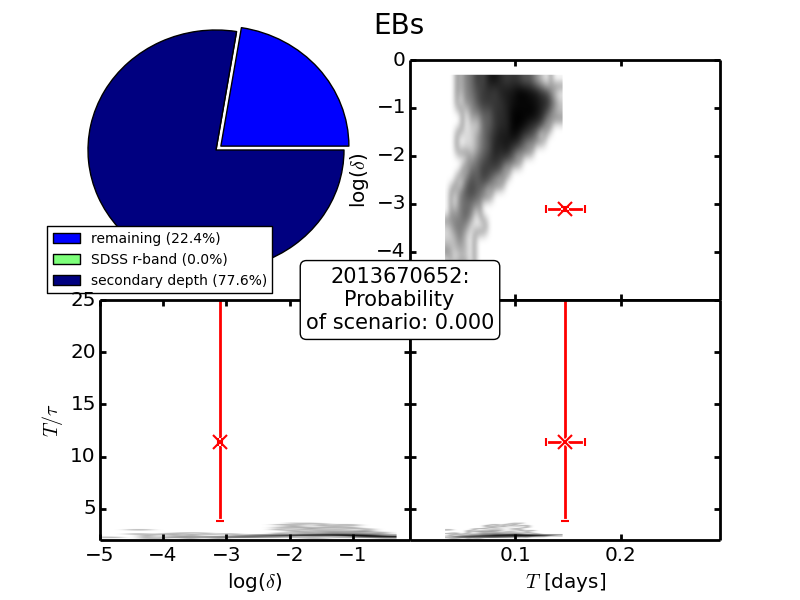 EBs
0
−1
−2
−3
−4
log(δ)
remaining (22.4%)
SDSS r-band (0.0%)
secondary depth (77.6%)
2013670652:
Probability
of scenario: 0.000
25
20
15
10
5
T/τ
−5 −4 −3 −2 −1
log(δ)
0.1 0.2
T [days]